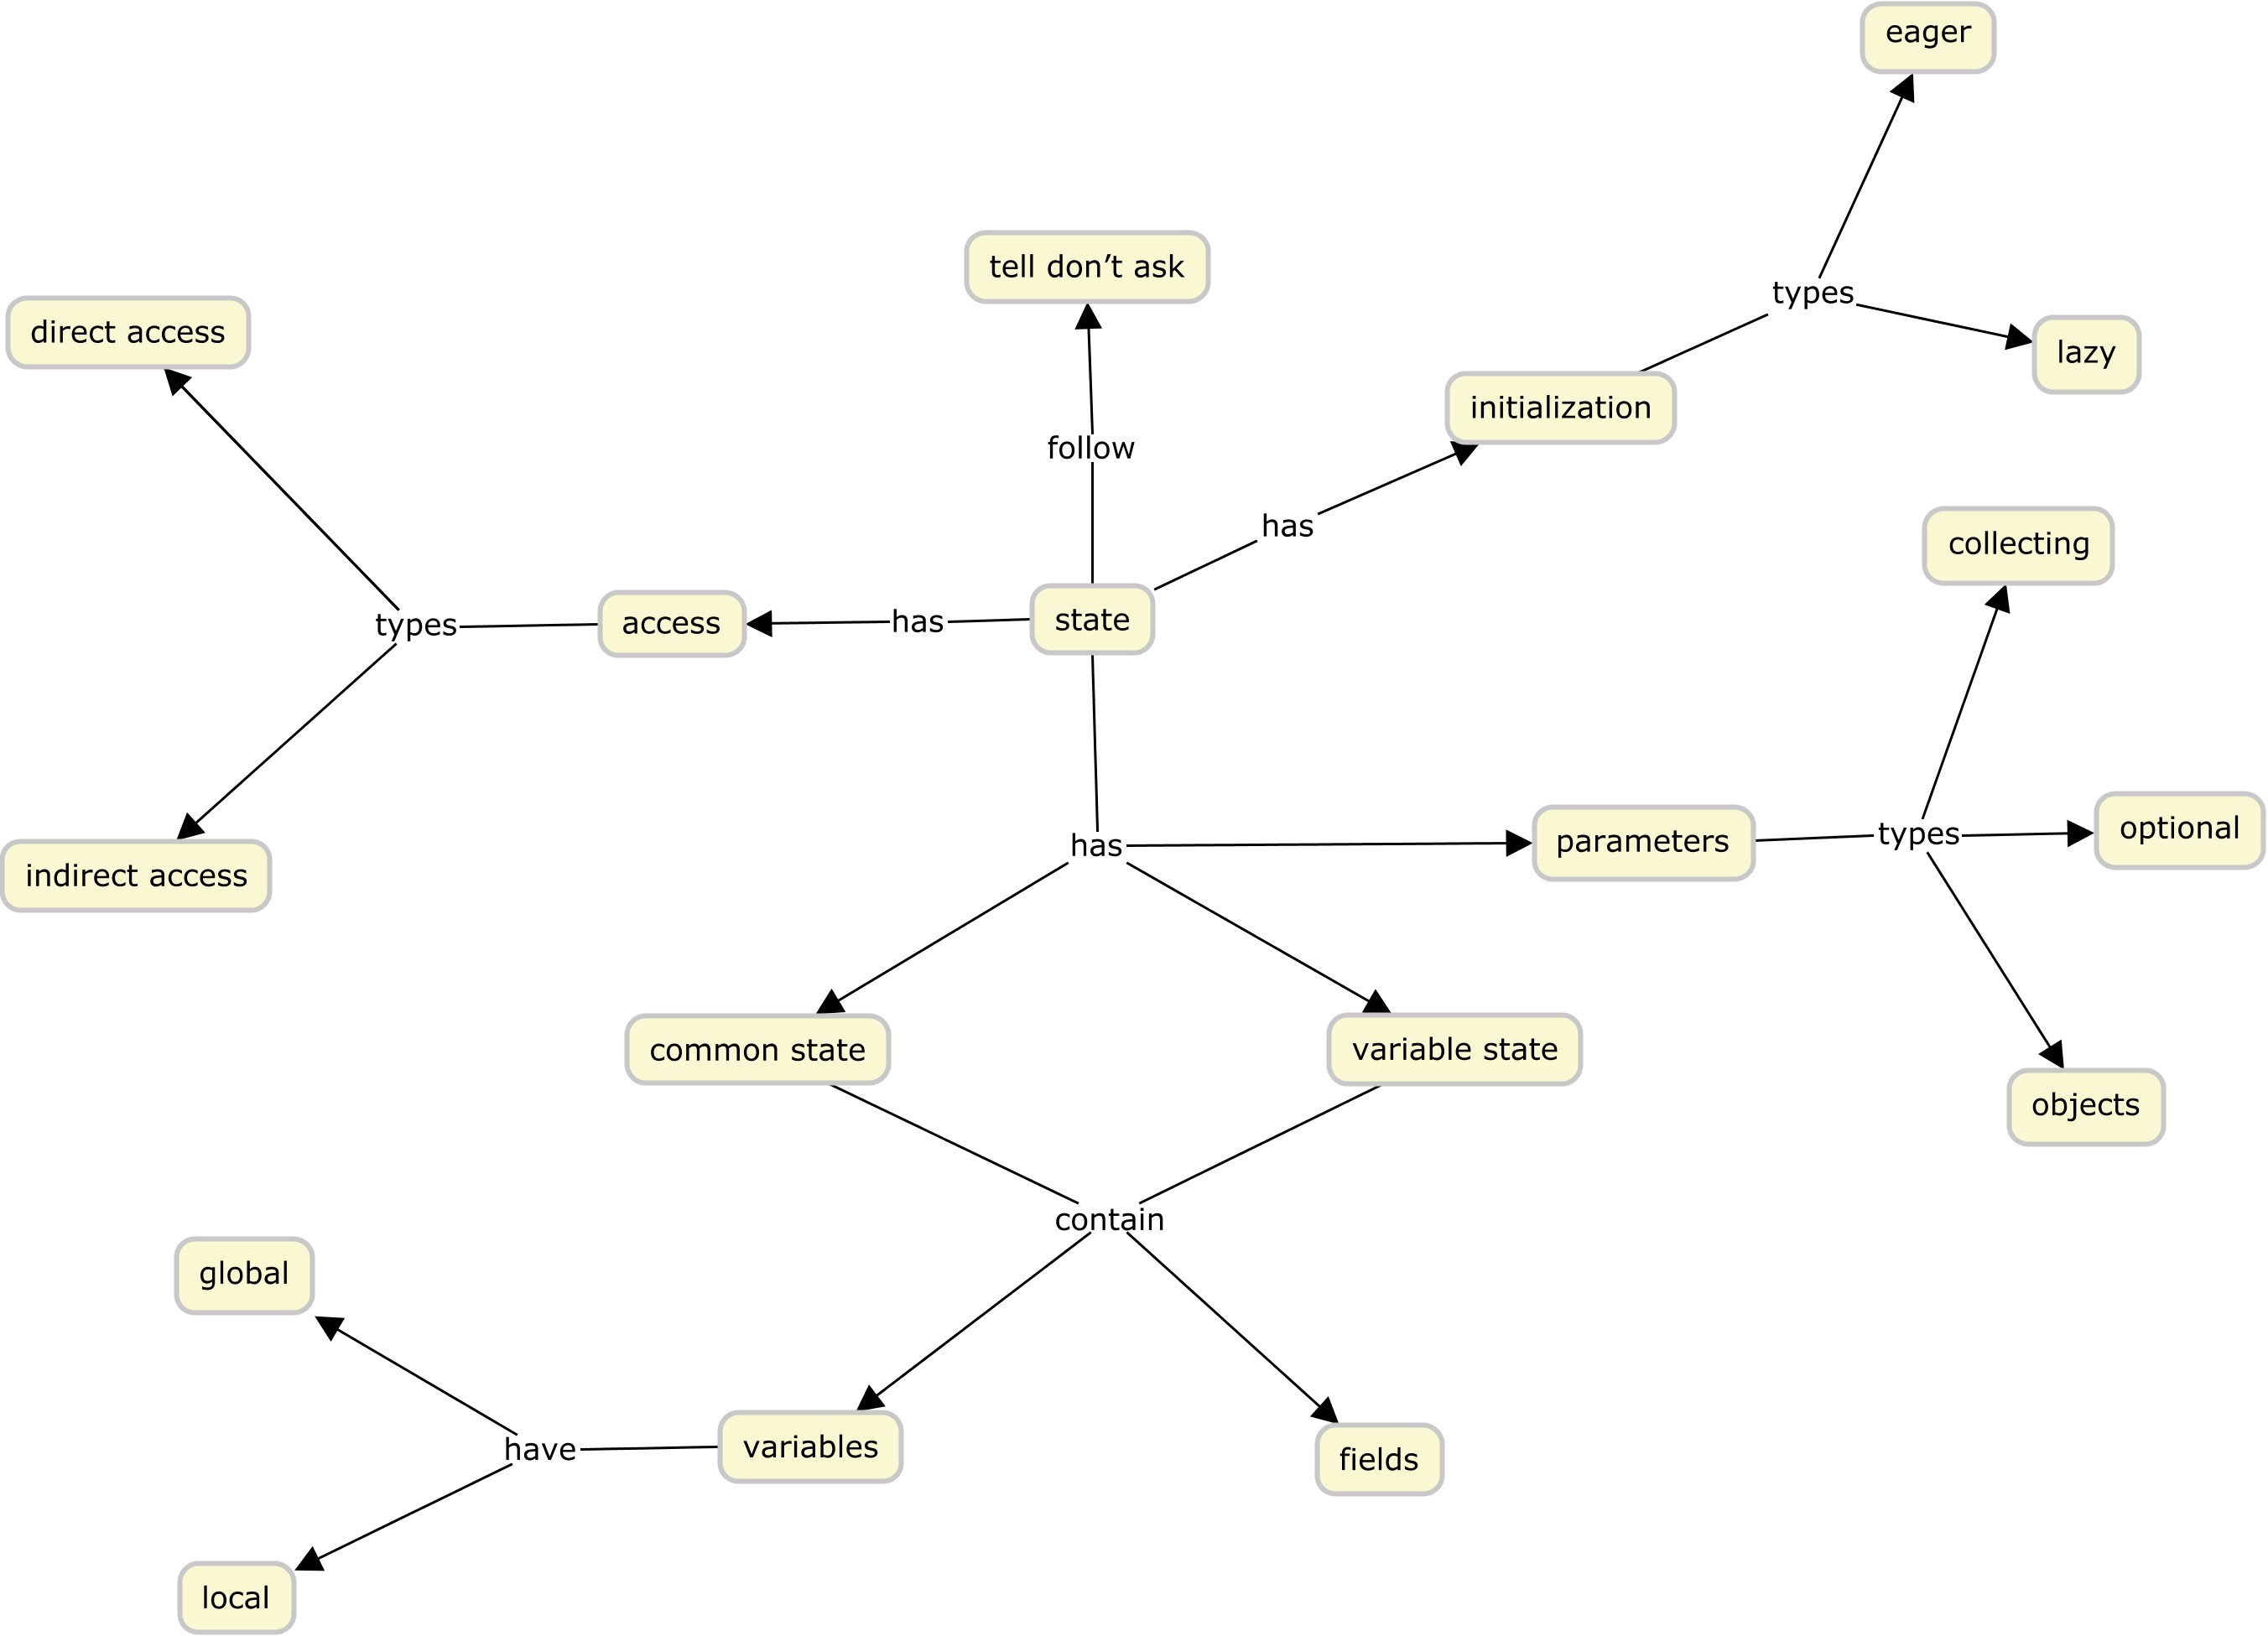 eager
tell don't ask
types
direct access
lazy
initialization
follow
has
collecting
types
access
has
state
indirect access
has
parameters
types
optional
common state
variable state
objects
contain
global
have
variables
fields
local